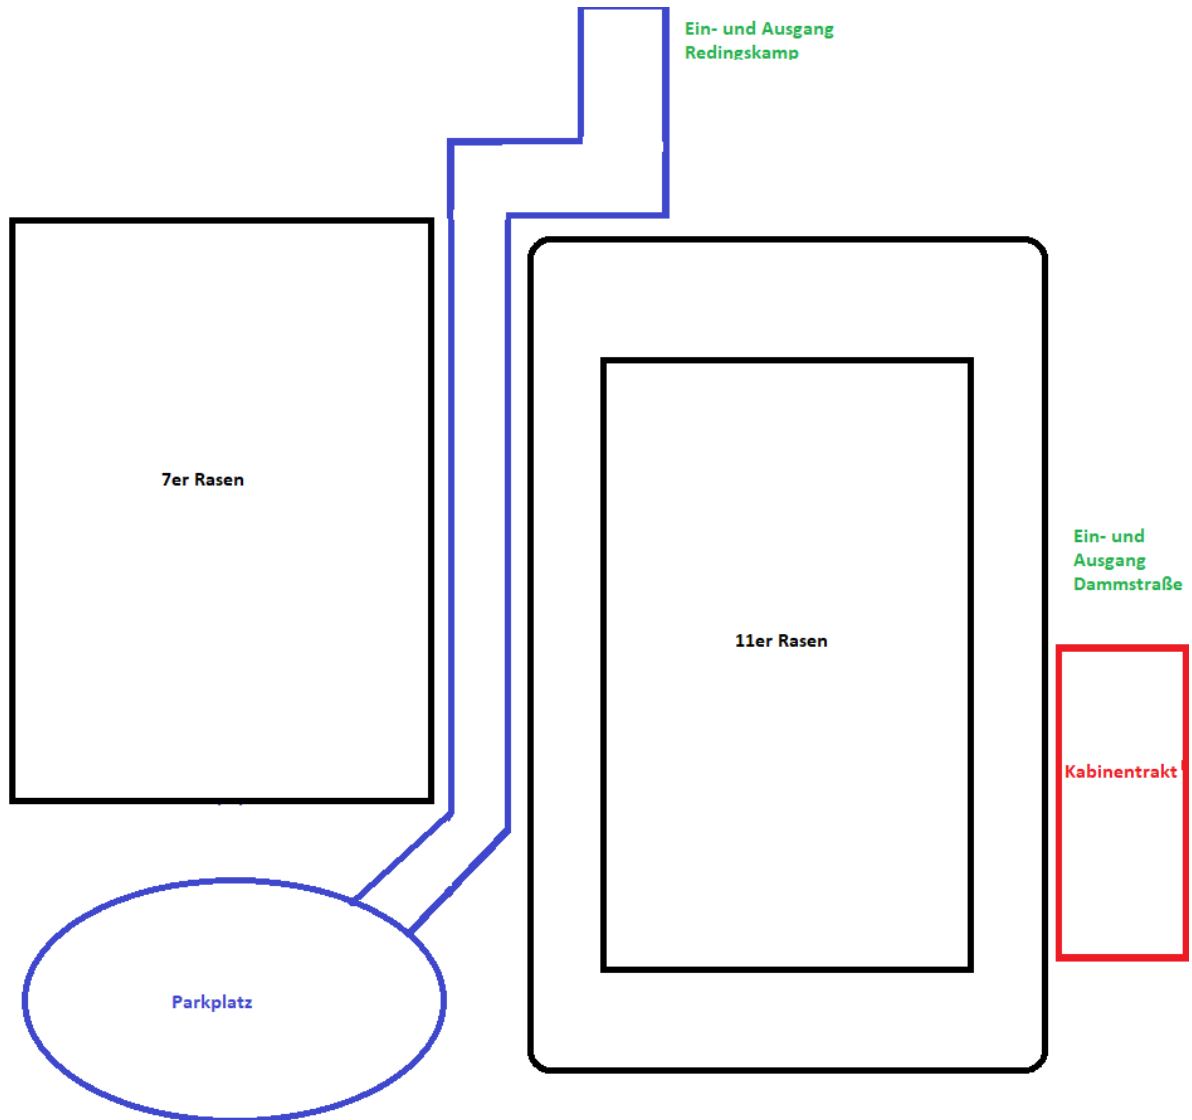 Ein- und Ausgang
Redingskamp
7er Rasen
Ein- und
Ausgang
Dammstraße
11er Rasen
Kabinentrakt
Parkplatz